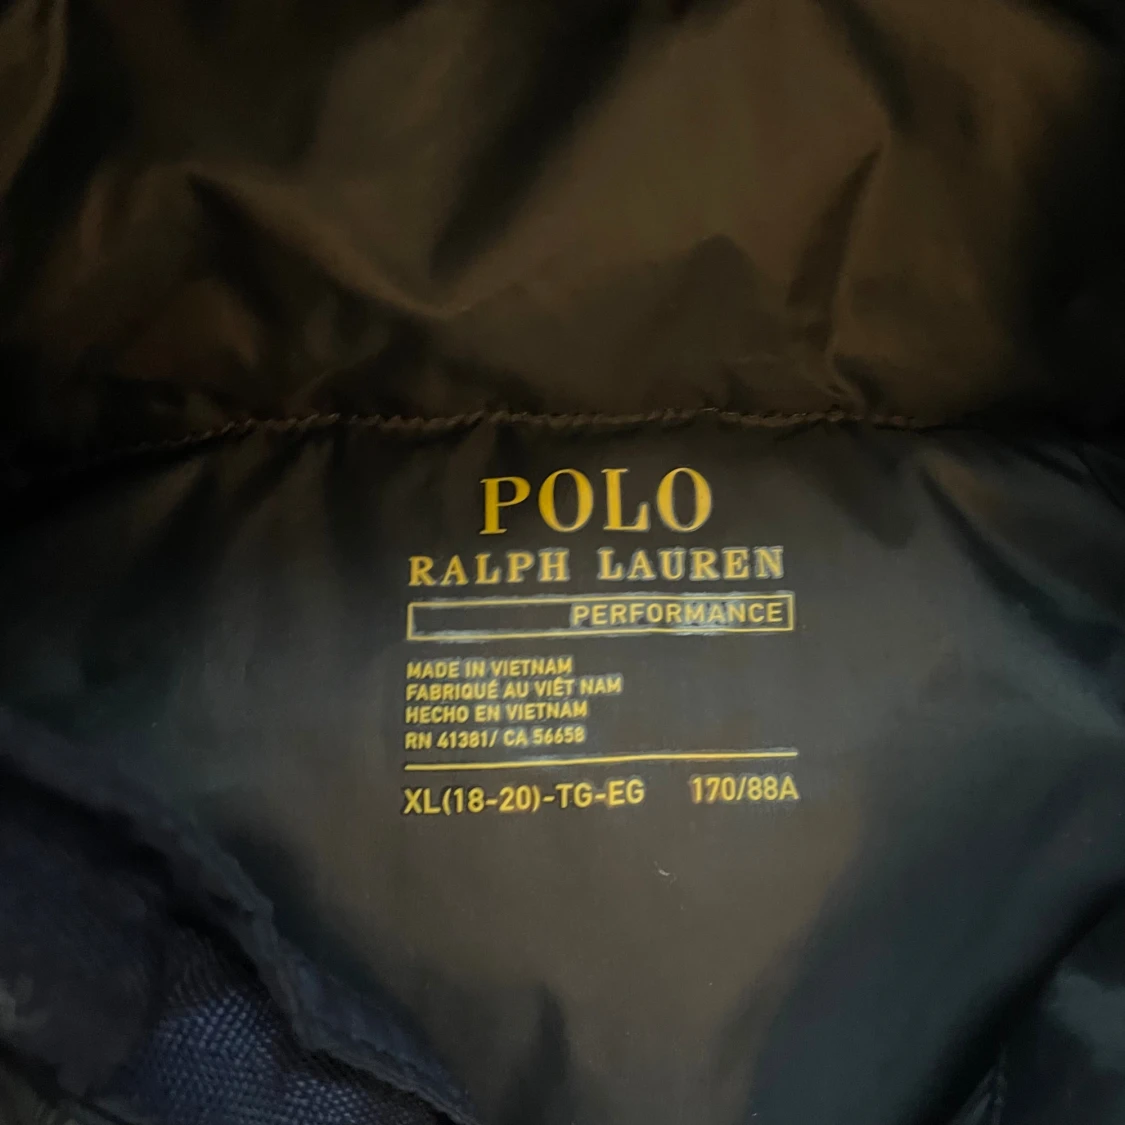 POLO
RALPH LAUREN
PERFORMANCE
MADE IN VIETNAM
FABRIQUÉ AU VIÊT NAM
HECHO EN VIETNAM
RN 41381/ CA 56658
XL(18-20)-TG-EG 170/88A